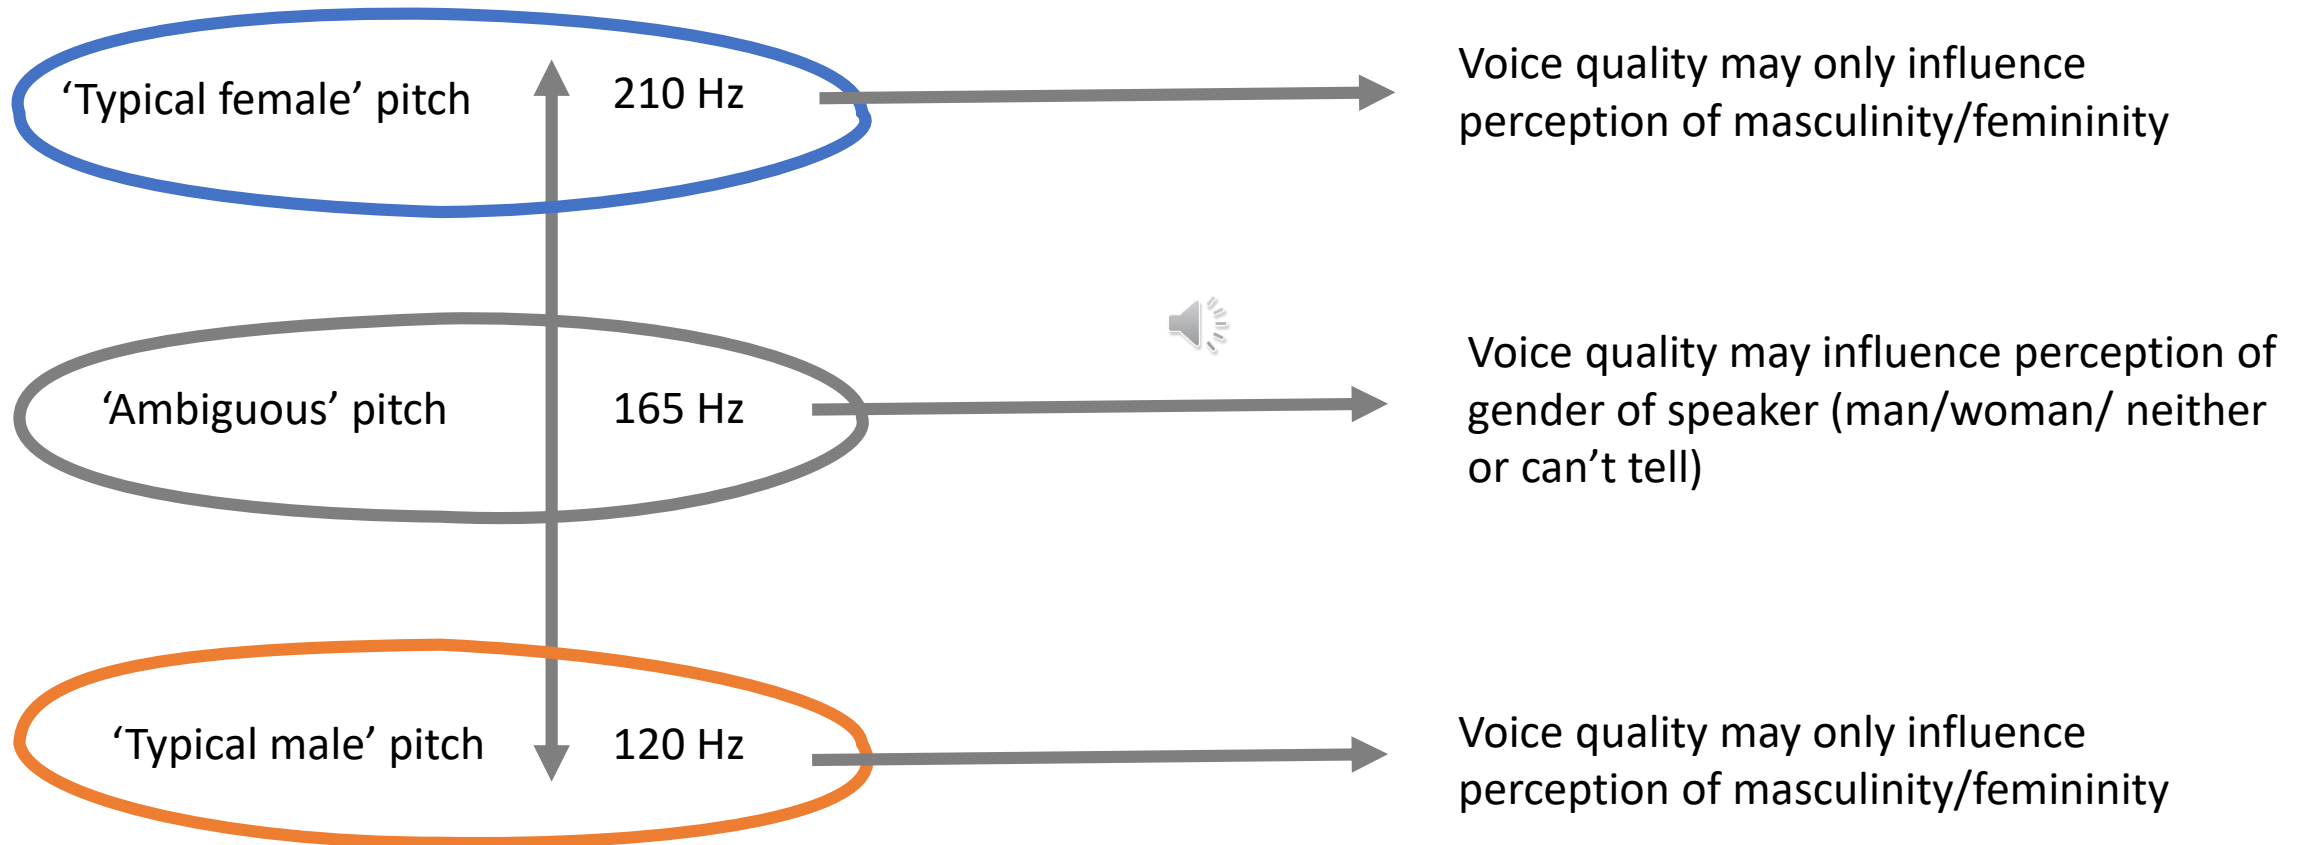 ‘Typical female’ pitch 210 Hz
Voice quality may only influence
perception of masculinity/femininity
‘Ambiguous’ pitch 165 Hz
Voice quality may influence perception of
gender of speaker (man/woman/ neither
or can’t tell)
‘Typical male’ pitch 120 Hz
Voice quality may only influence
perception of masculinity/femininity